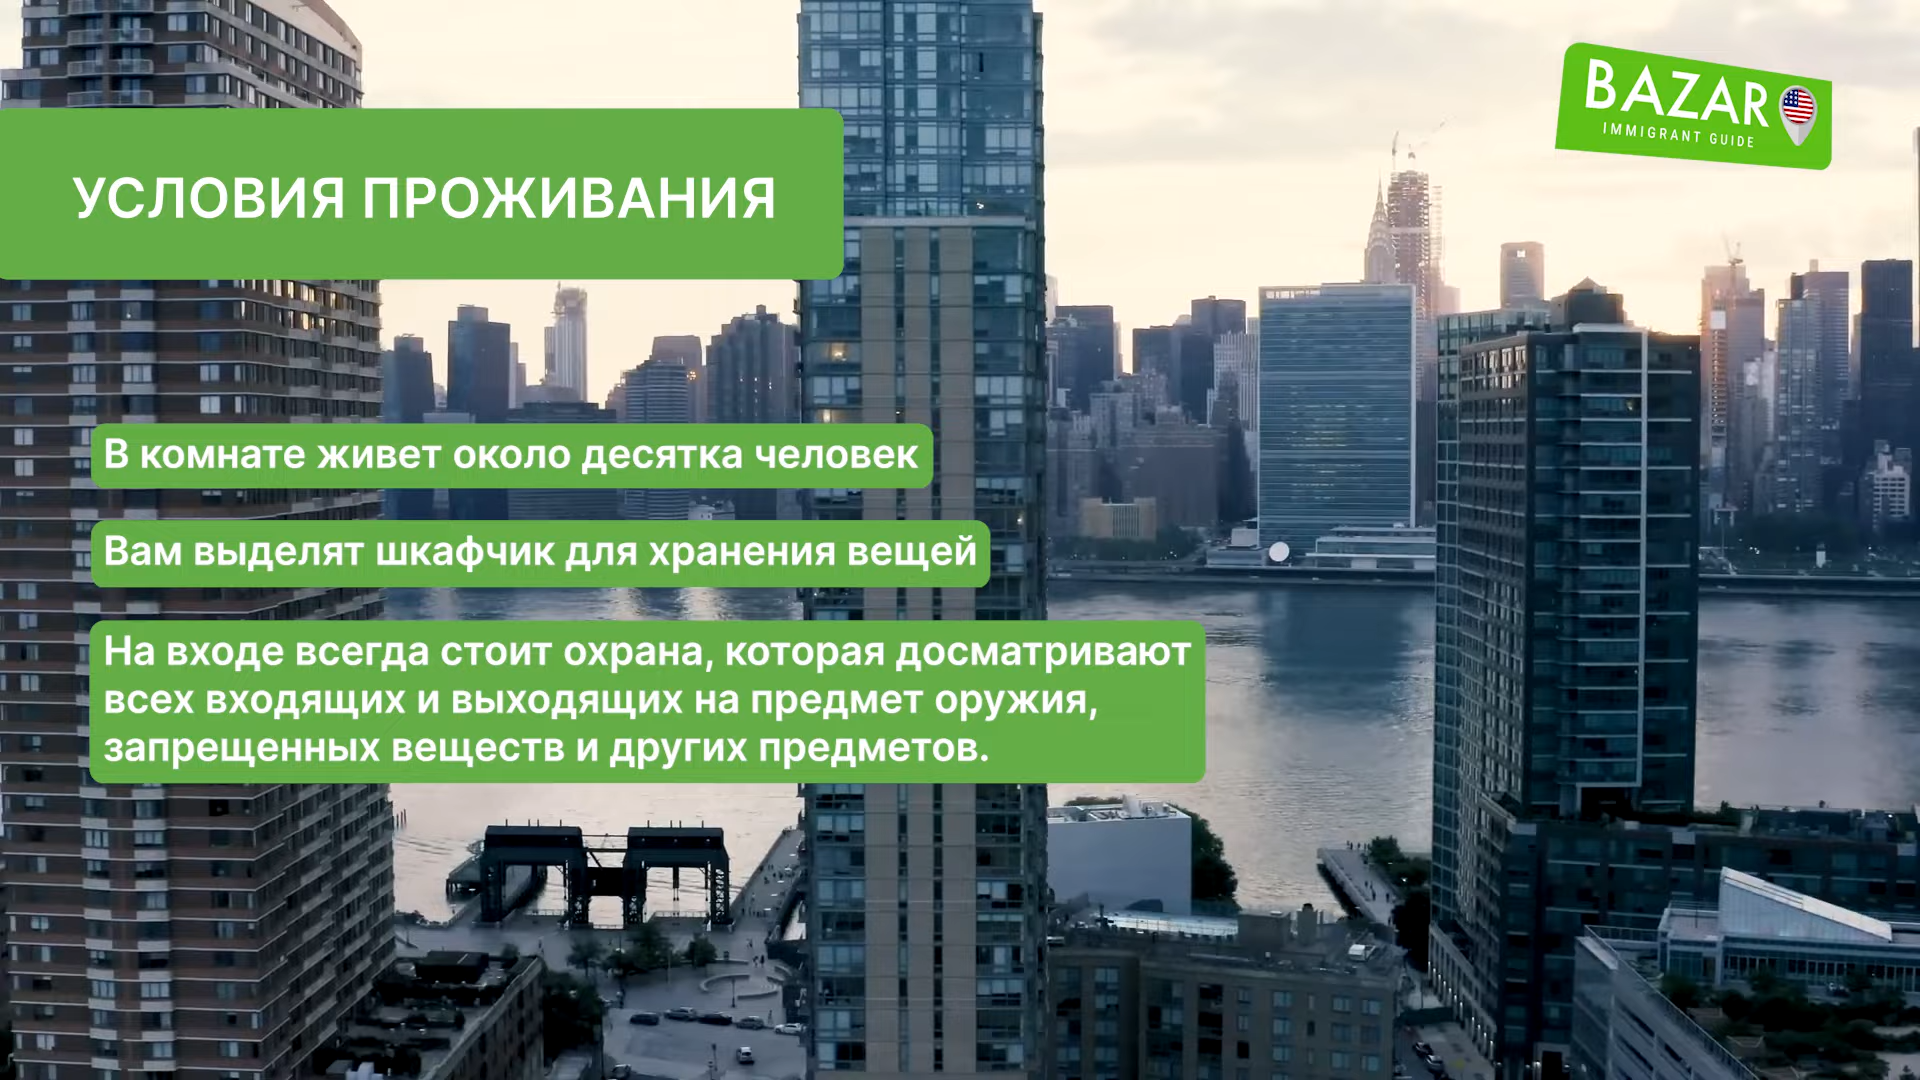 BAZAR
IMMIGRANT GUIDE
УСЛОВИЯ ПРОЖИВАНИЯ
В комнате живет около десятка человек
Вам выделят шкафчик для хранения вещей
На входе всегда стоит охрана, которая досматривают
всех входящих и выходящих на предмет оружия,
запрещенных веществ и других предметов.